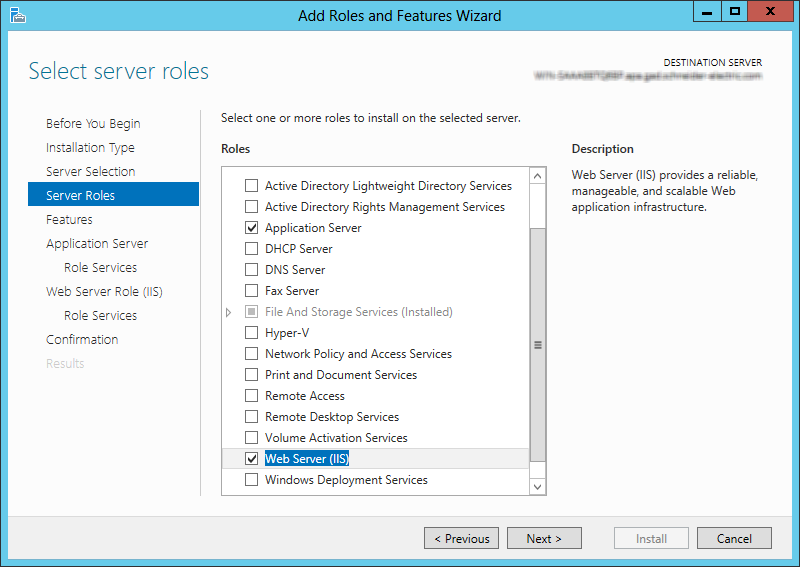 Add Roles and Features Wizard
Select server roles
DESTINATION SERVER
Before You Begin
Installation Type
Server Selection
Server Roles
Features
Application Server
Role Services
Web Server Role (IIS)
Role Services
Confirmation
Results
Select one or more roles to install on the selected server.
Roles
Active Directory Lightweight Directory Services
Active Directory Rights Management Services
Application Server
DHCP Server
DNS Server
Fax Server
File And Storage Services (Installed)
Hyper-V
Network Policy and Access Services
Print and Document Services
Remote Access
Remote Desktop Services
Volume Activation Services
Web Server (IIS)
Windows Deployment Services
Description
Web Server (IIS) provides a reliable,
manageable, and scalable Web
application infrastructure.
< Previous
Next >
Install
Cancel